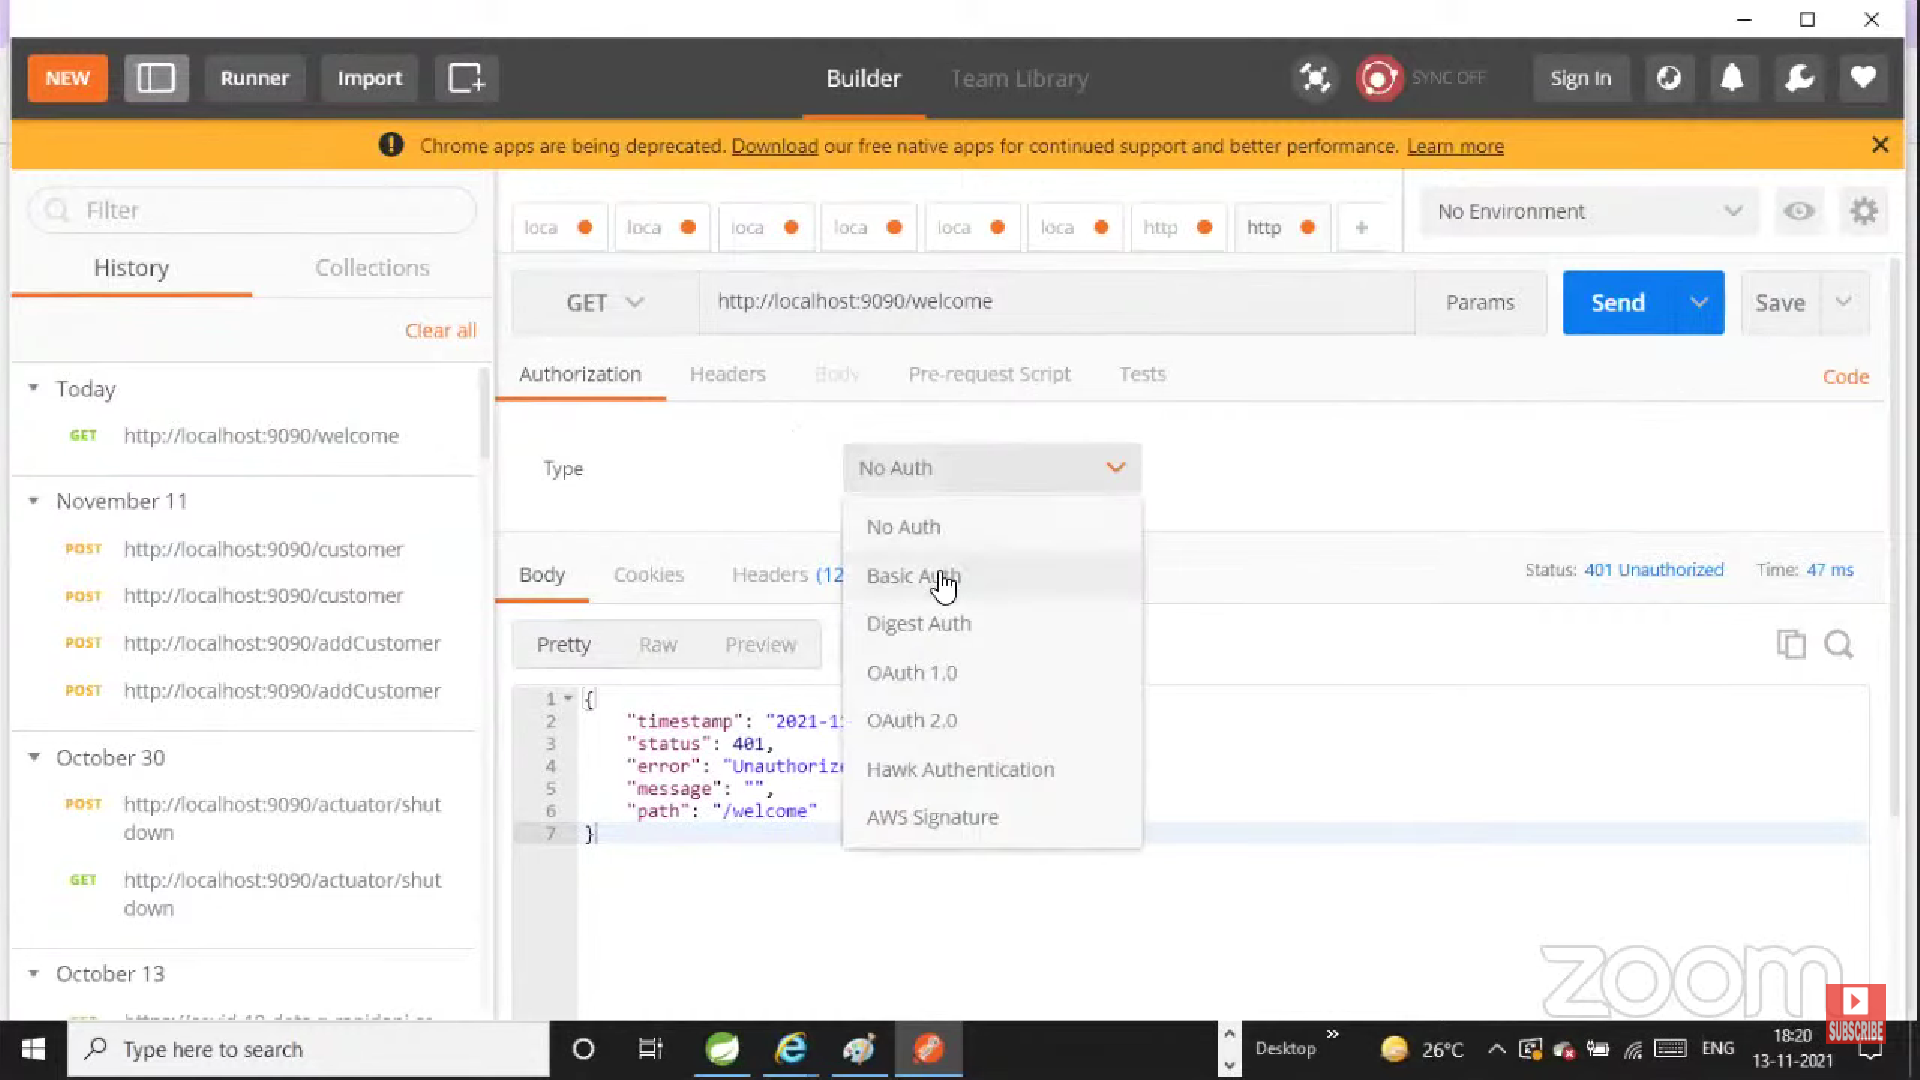 NEW
Runner
Import
Builder
Team Library
SYNC OFF
Sign In
Chrome apps are being deprecated. Download our free native apps for continued support and better performance. Learn more
Filter
loca
loca
loca
loca
loca
loca
http
http
No Environment
History
Collections
GET
http://localhost:9090/welcome
Params
Send
Save
Clear all
Authorization
Headers
Body
Pre-request Script
Tests
Code
Today
GET http://localhost:9090/welcome
Type
No Auth
November 11
No Auth
POST http://localhost:9090/customer
Basic Auth
Body
Cookies
Headers (12
Status: 401 Unauthorized
Time: 47 ms
POST http://localhost:9090/customer
Digest Auth
POST http://localhost:9090/addCustomer
Pretty
Raw
Preview
OAuth 1.0
POST http://localhost:9090/addCustomer
1 {
2 "timestamp": "2021-1
OAuth 2.0
3 "status": 401,
October 30
4 "error": "Unauthorize
Hawk Authentication
5 "message": "",
POST http://localhost:9090/actuator/shut
down
6 "path": "/welcome"
AWS Signature
7 }
GET http://localhost:9090/actuator/shut
down
October 13
zoom
SUBSCRIBE
Type here to search
Desktop
26°C
ENG
18:20
13-11-2021